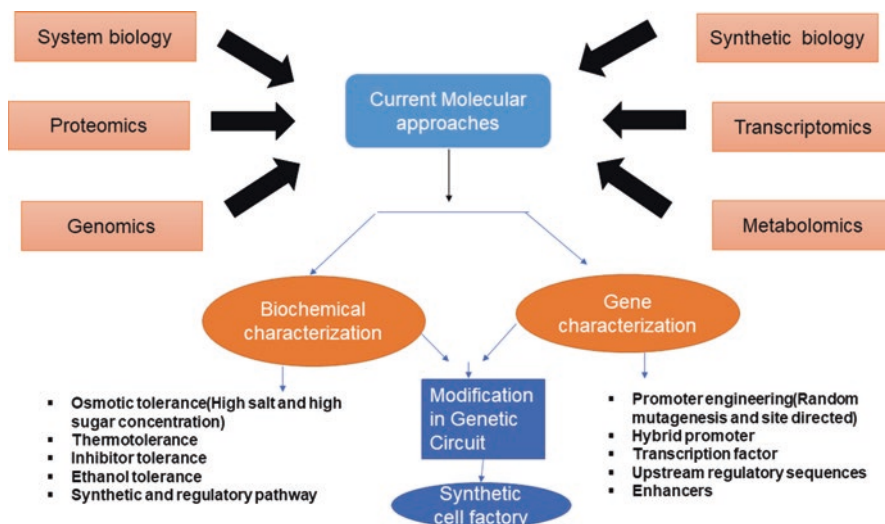 System biology
Synthetic biology
Current Molecular
approaches
Proteomics
Transcriptomics
Genomics
Metabolomics
Biochemical
characterization
Gene
characterization
▪ Osmotic tolerance(High salt and high
sugar concentration)
▪ Thermotolerance
▪ Inhibitor tolerance
▪ Ethanol tolerance
▪ Synthetic and regulatory pathway
Modification
in Genetic
Circuit
Synthetic
cell factory
▪ Promoter engineering(Random
mutagenesis and site directed)
▪ Hybrid promoter
▪ Transcription factor
▪ Upstream regulatory sequences
▪ Enhancers